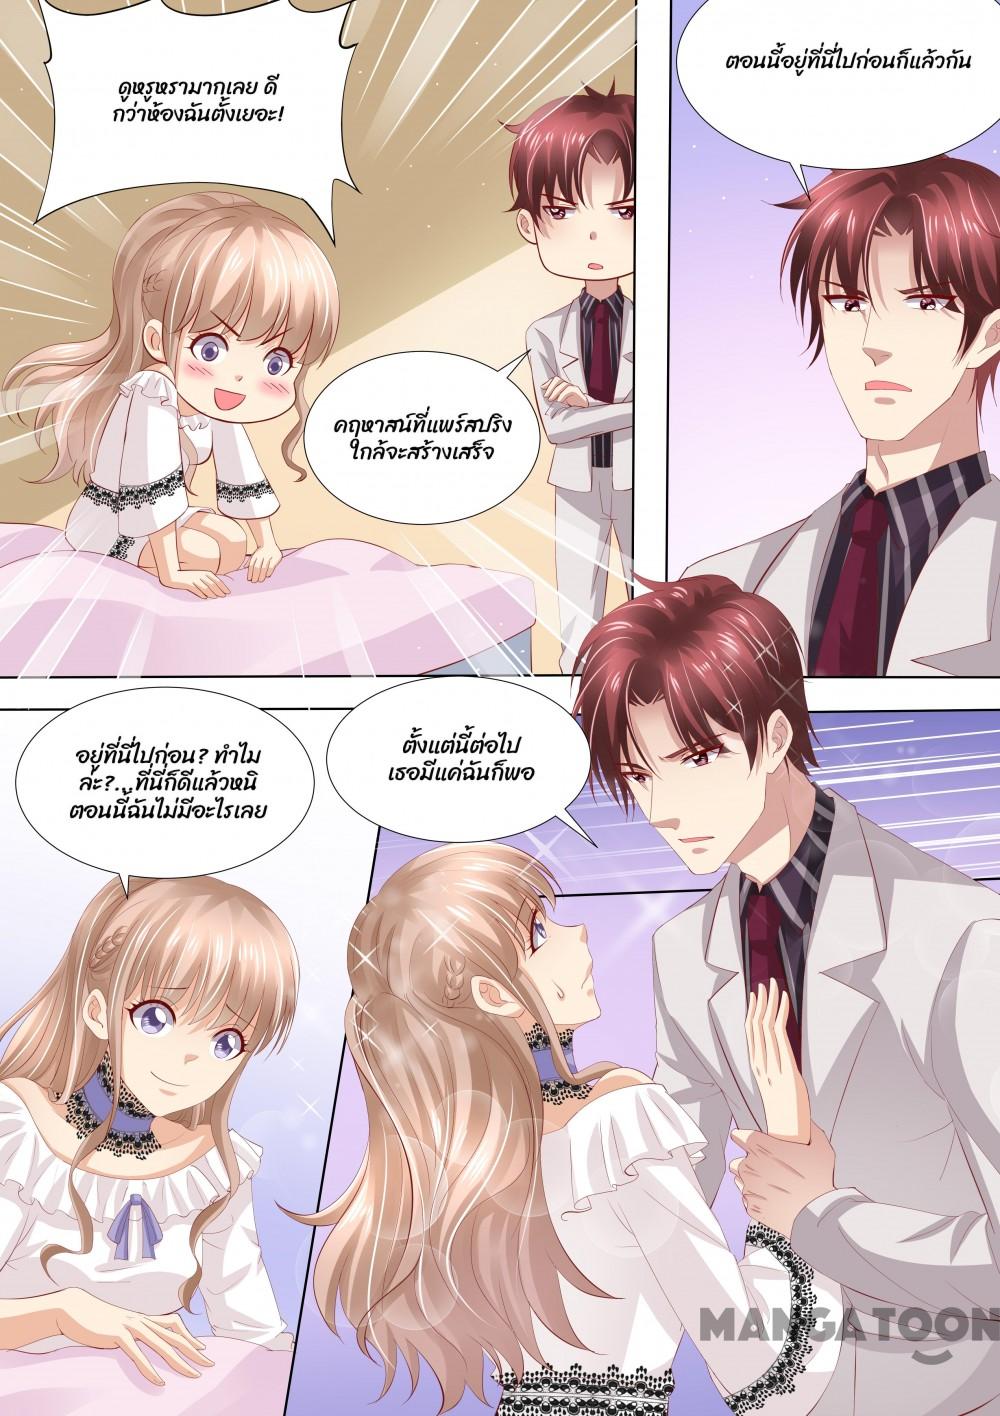 ดูหรูหรามากเลย ดี
กว่าห้องฉันตั้งเยอะ!
คฤหาสน์ที่แพร์สปริง
ใกล้จะสร้างเสร็จ
ตอนนี้อยู่ที่นี่ไปก่อนก็แล้วกัน
อยู่ที่นี่ไปก่อน? ทำไม
ล่ะ?...ที่นี่ก็ดีแล้วหนิ
ตอนนี้ฉันไม่มีอะไรเลย
ตั้งแต่นี้ต่อไป
เธอมีแค่ฉันก็พอ
MANGATOON